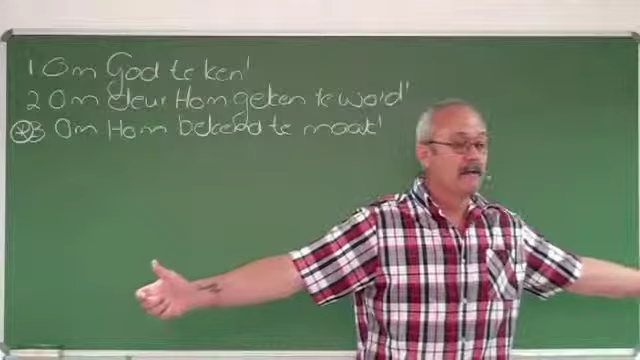 1 Om God te ken!
2 Om deur Hom geken te word!
3 Om Hom bekend te maak!